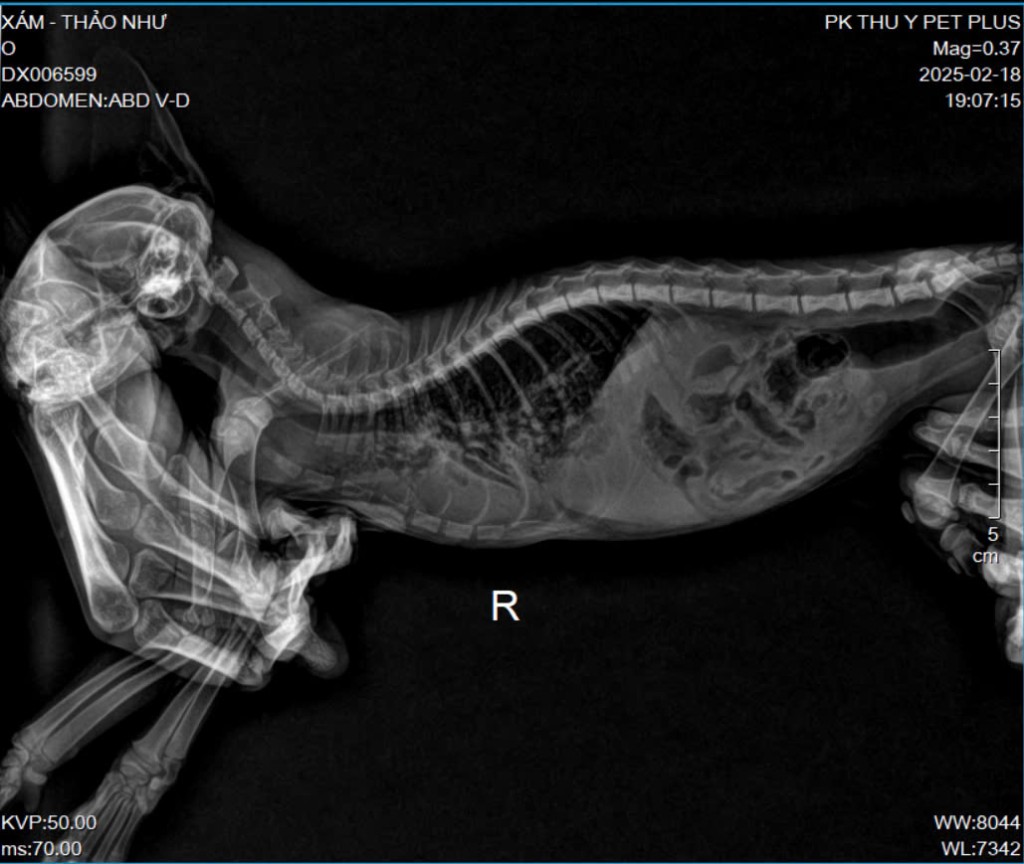 XÁM - THẢO NHƯ
O
DX006599
ABDOMEN:ABD V-D
PK THU Y PET PLUS
Mag=0.37
2025-02-18
19:07:15
R
5
cm
KVP:50.00
ms:70.00
WW:8044
WL:7342